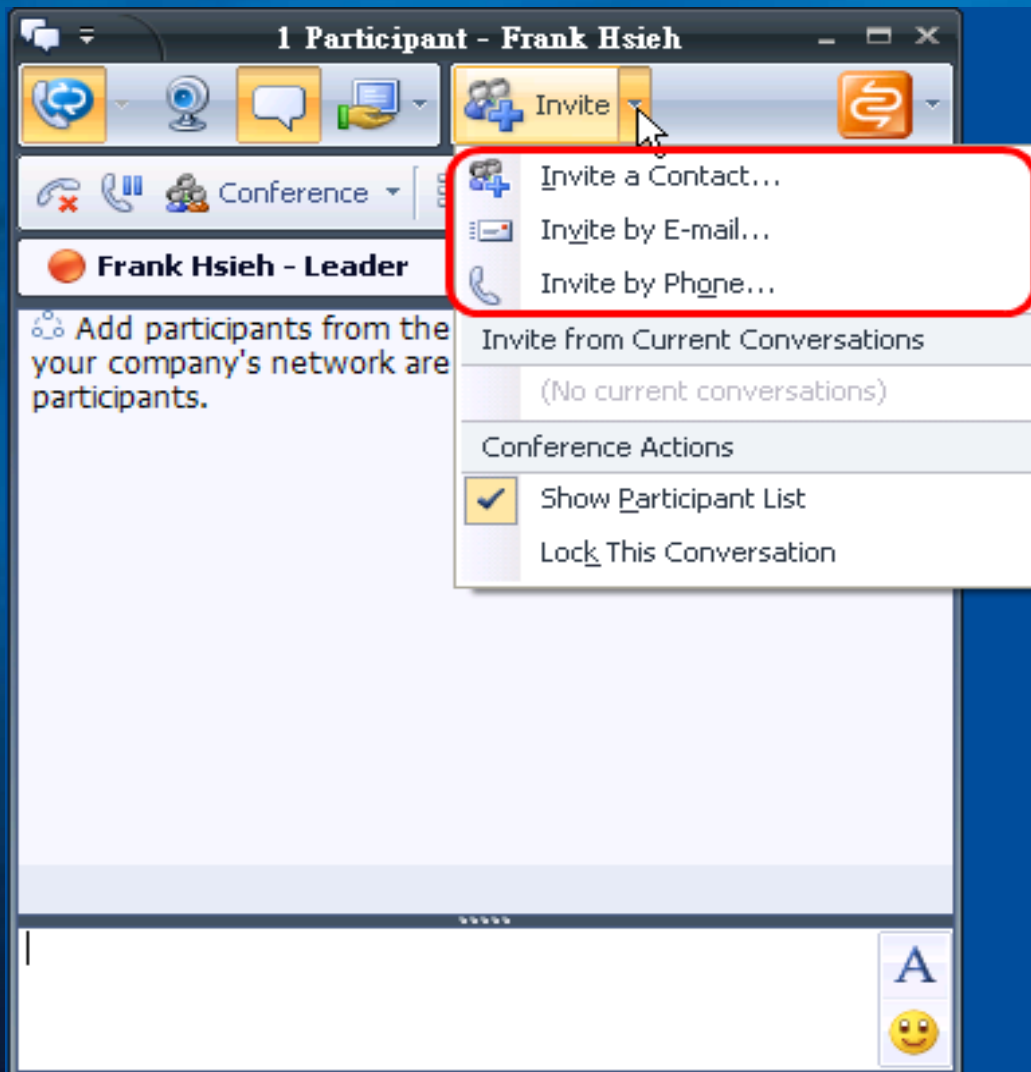 1 Participant - Frank Hsieh
Invite
Conference
Invite a Contact...
Invite by E-mail...
Invite by Phone...
Frank Hsieh - Leader
Add participants from the
your company's network are
participants.
Invite from Current Conversations
(No current conversations)
Conference Actions
Show Participant List
Lock This Conversation
A